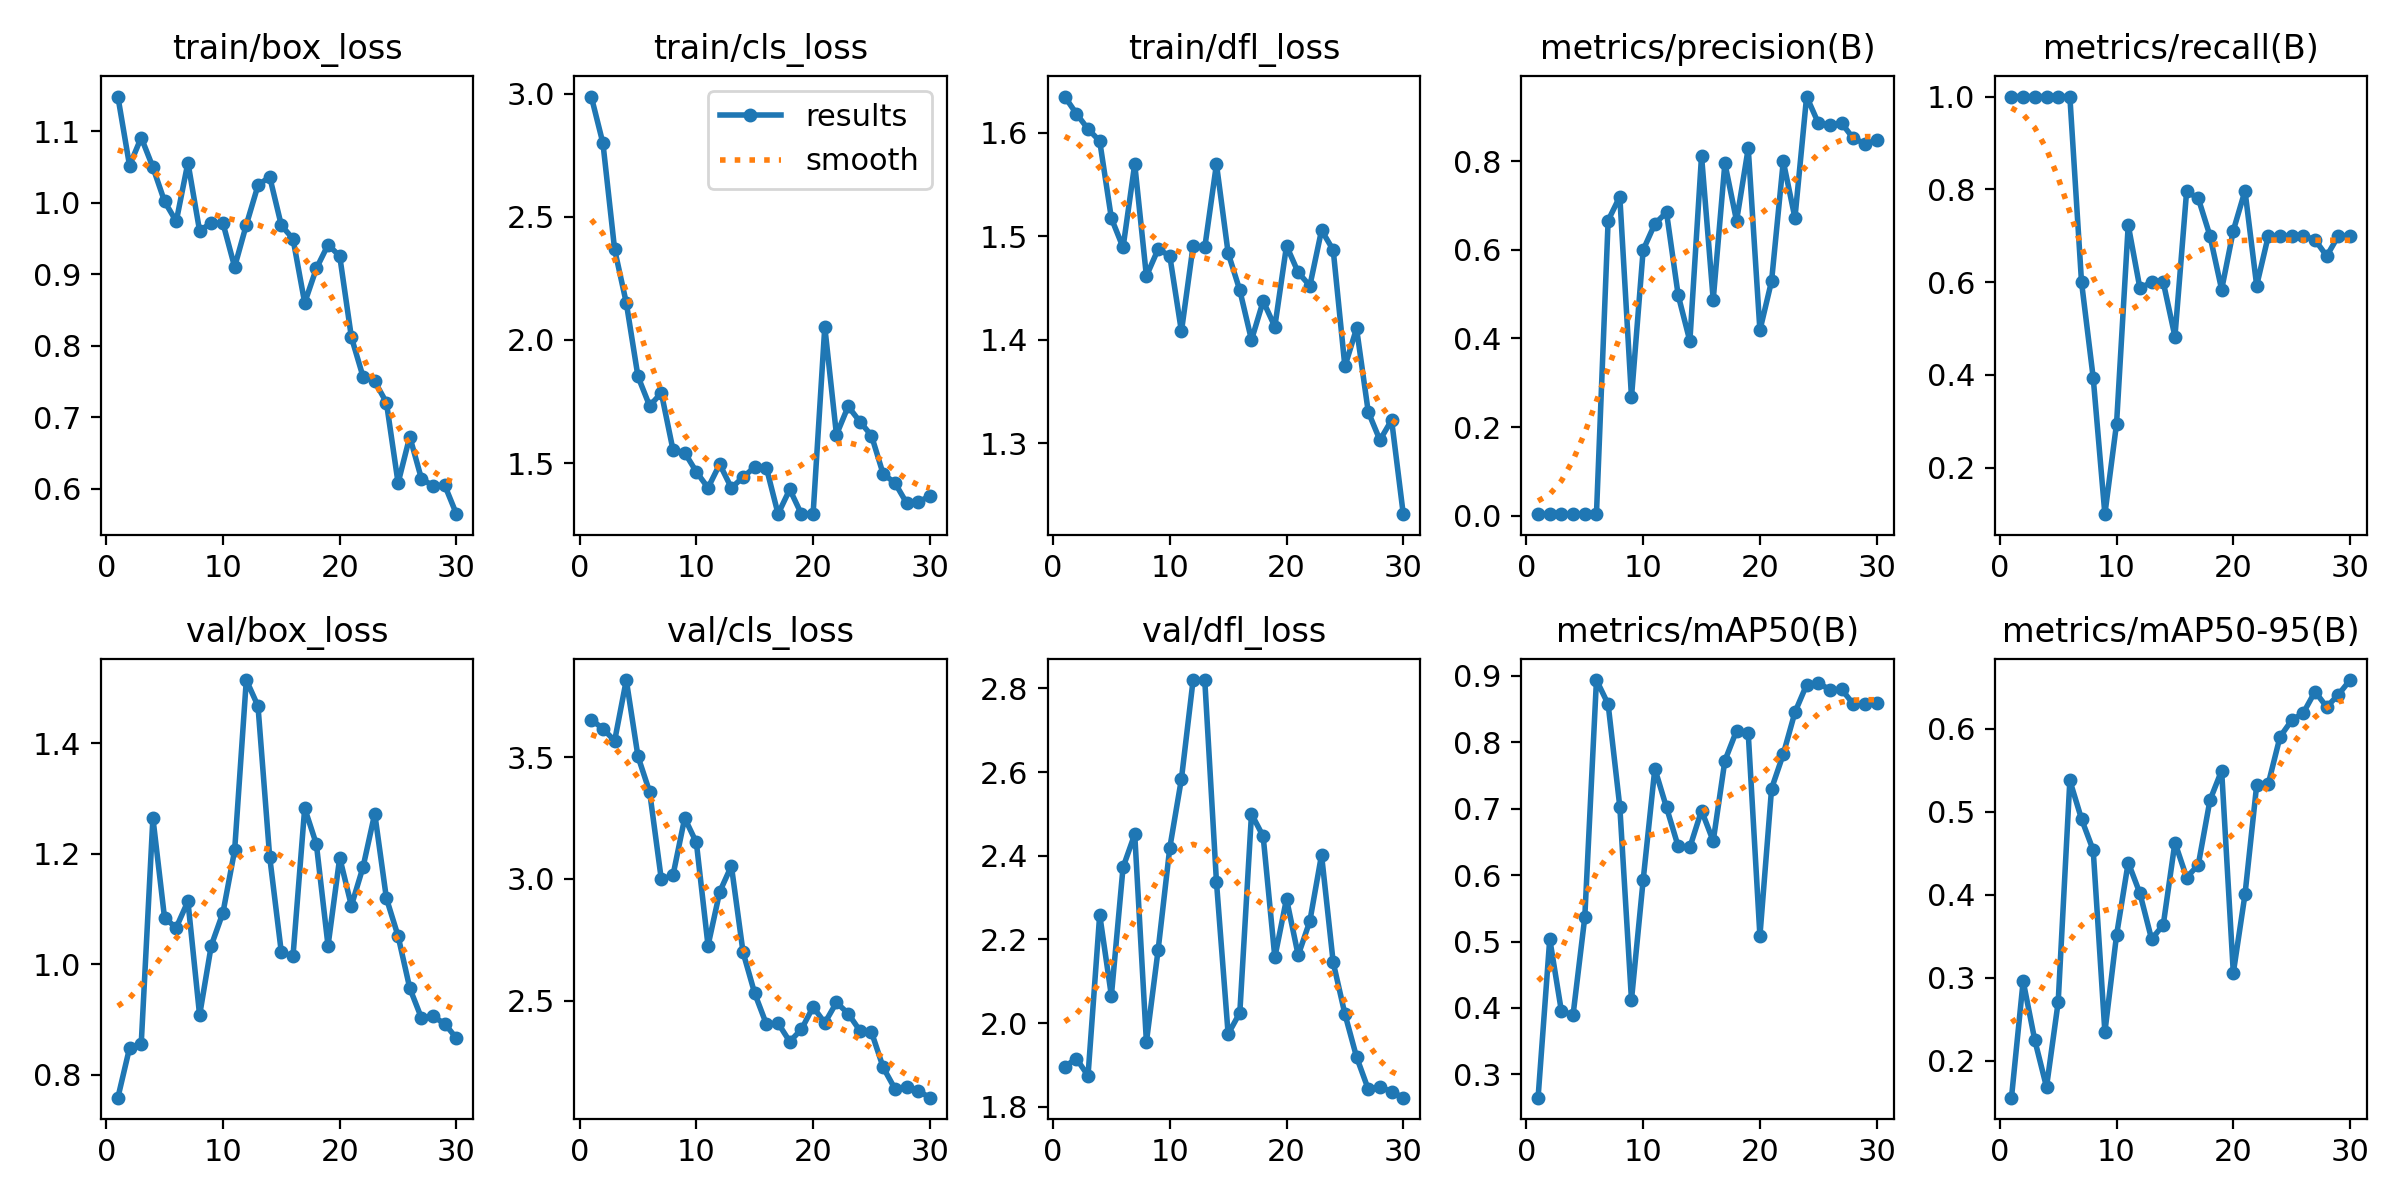 train/box_loss
train/cls_loss
train/dfl_loss
metrics/precision(B)
metrics/recall(B)
1.1
1.0
0.9
0.8
0.7
0.6
0 10 20 30
3.0
2.5
2.0
1.5
results
smooth
0 10 20 30
1.6
1.5
1.4
1.3
0 10 20 30
0.8
0.6
0.4
0.2
0.0
0 10 20 30
1.0
0.8
0.6
0.4
0.2
0 10 20 30
val/box_loss
val/cls_loss
val/dfl_loss
metrics/mAP50(B)
metrics/mAP50-95(B)
1.4
1.2
1.0
0.8
0 10 20 30
3.5
3.0
2.5
0 10 20 30
2.8
2.6
2.4
2.2
2.0
1.8
0 10 20 30
0.9
0.8
0.7
0.6
0.5
0.4
0.3
0 10 20 30
0.6
0.5
0.4
0.3
0.2
0 10 20 30